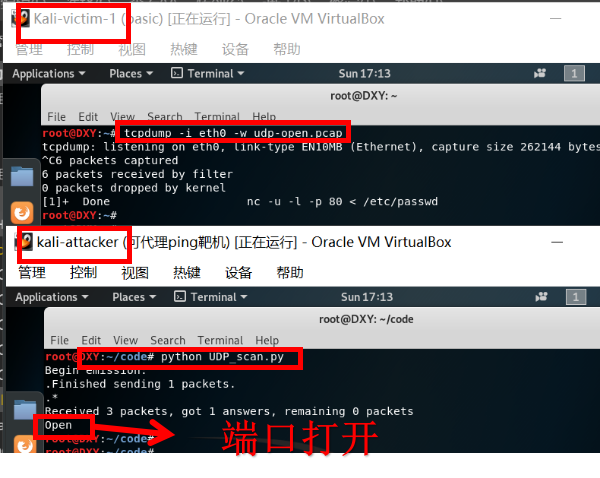 Kali-victim-1 (basic) [正在运行] - Oracle VM VirtualBox
管理 控制 视图 热键 设备 帮助
Applications Places Terminal Sun 17:13 1
root@DXY: ~
File Edit View Search Terminal Help
root@DXY:~# tcpdump -i eth0 -w udp-open.pcap
tcpdump: listening on eth0, link-type EN10MB (Ethernet), capture size 262144 bytes
^C6 packets captured
6 packets received by filter
0 packets dropped by kernel
[1]+ Done nc -u -l -p 80 < /etc/passwd
root@DXY:~#
kali-attacker (可代理ping靶机) [正在运行] - Oracle VM VirtualBox
管理 控制 视图 热键 设备 帮助
Applications Places Terminal Sun 17:13 1
root@DXY: ~/code
File Edit View Search Terminal Help
root@DXY:~/code# python UDP_scan.py
Begin emission:
.Finished sending 1 packets.
.*
Received 3 packets, got 1 answers, remaining 0 packets
Open
root@DXY:~/code#
端口打开